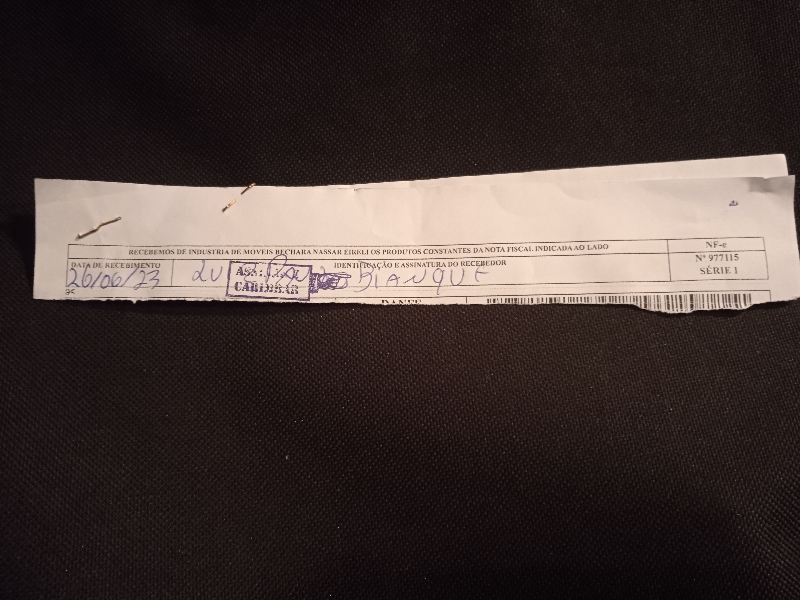 RECEBEMOS DE INDUSTRIA DE MOVEIS BECHARA NASSAR EIRELI OS PRODUTOS CONSTANTES DA NOTA FISCAL INDICADA AO LADO
NF-e
Nº 977115
SÉRIE 1
DATA DE RECEBIMENTO
26/06/23
IDENTIFICAÇÃO E ASSINATURA DO RECEBEDOR
ASS:
CARIMBAR
DANFE